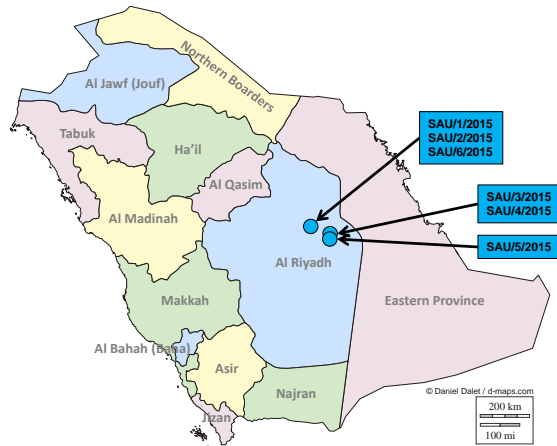 Northern Boarders
Al Jawf (Jouf)
Tabuk
Ha'il
Al Qasim
Al Madinah
Al Riyadh
Makkah
Eastern Province
Al Bahah (Baha)
Asir
Najran
Jizan
SAU/1/2015
SAU/2/2015
SAU/6/2015
SAU/3/2015
SAU/4/2015
SAU/5/2015
© Daniel Dalet / d-maps.com
200 km
100 mi